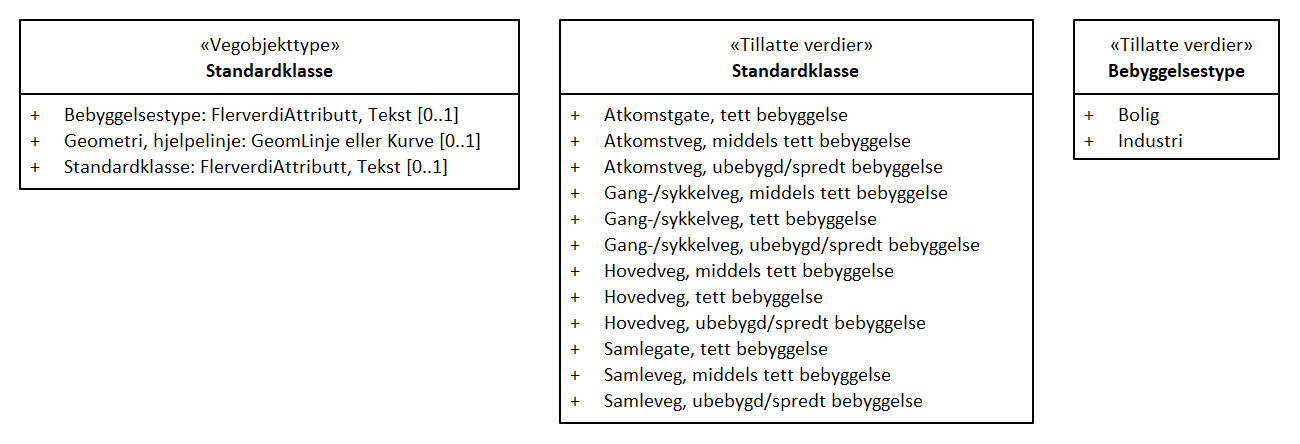 «Vegobjekttype»
Standardklasse
+ Bebyggelsestype: FlerverdiAttributt, Tekst [0..1]
+ Geometri, hjelpelinje: GeomLinje eller Kurve [0..1]
+ Standardklasse: FlerverdiAttributt, Tekst [0..1]
«Tillatte verdier»
Standardklasse
+ Atkomstgate, tett bebyggelse
+ Atkomstveg, middels tett bebyggelse
+ Atkomstveg, ubebygd/spredt bebyggelse
+ Gang-/sykkelveg, middels tett bebyggelse
+ Gang-/sykkelveg, tett bebyggelse
+ Gang-/sykkelveg, ubebygd/spredt bebyggelse
+ Hovedveg, middels tett bebyggelse
+ Hovedveg, tett bebyggelse
+ Hovedveg, ubebygd/spredt bebyggelse
+ Samlegate, tett bebyggelse
+ Samleveg, middels tett bebyggelse
+ Samleveg, ubebygd/spredt bebyggelse
«Tillatte verdier»
Bebyggelsestype
+ Bolig
+ Industri